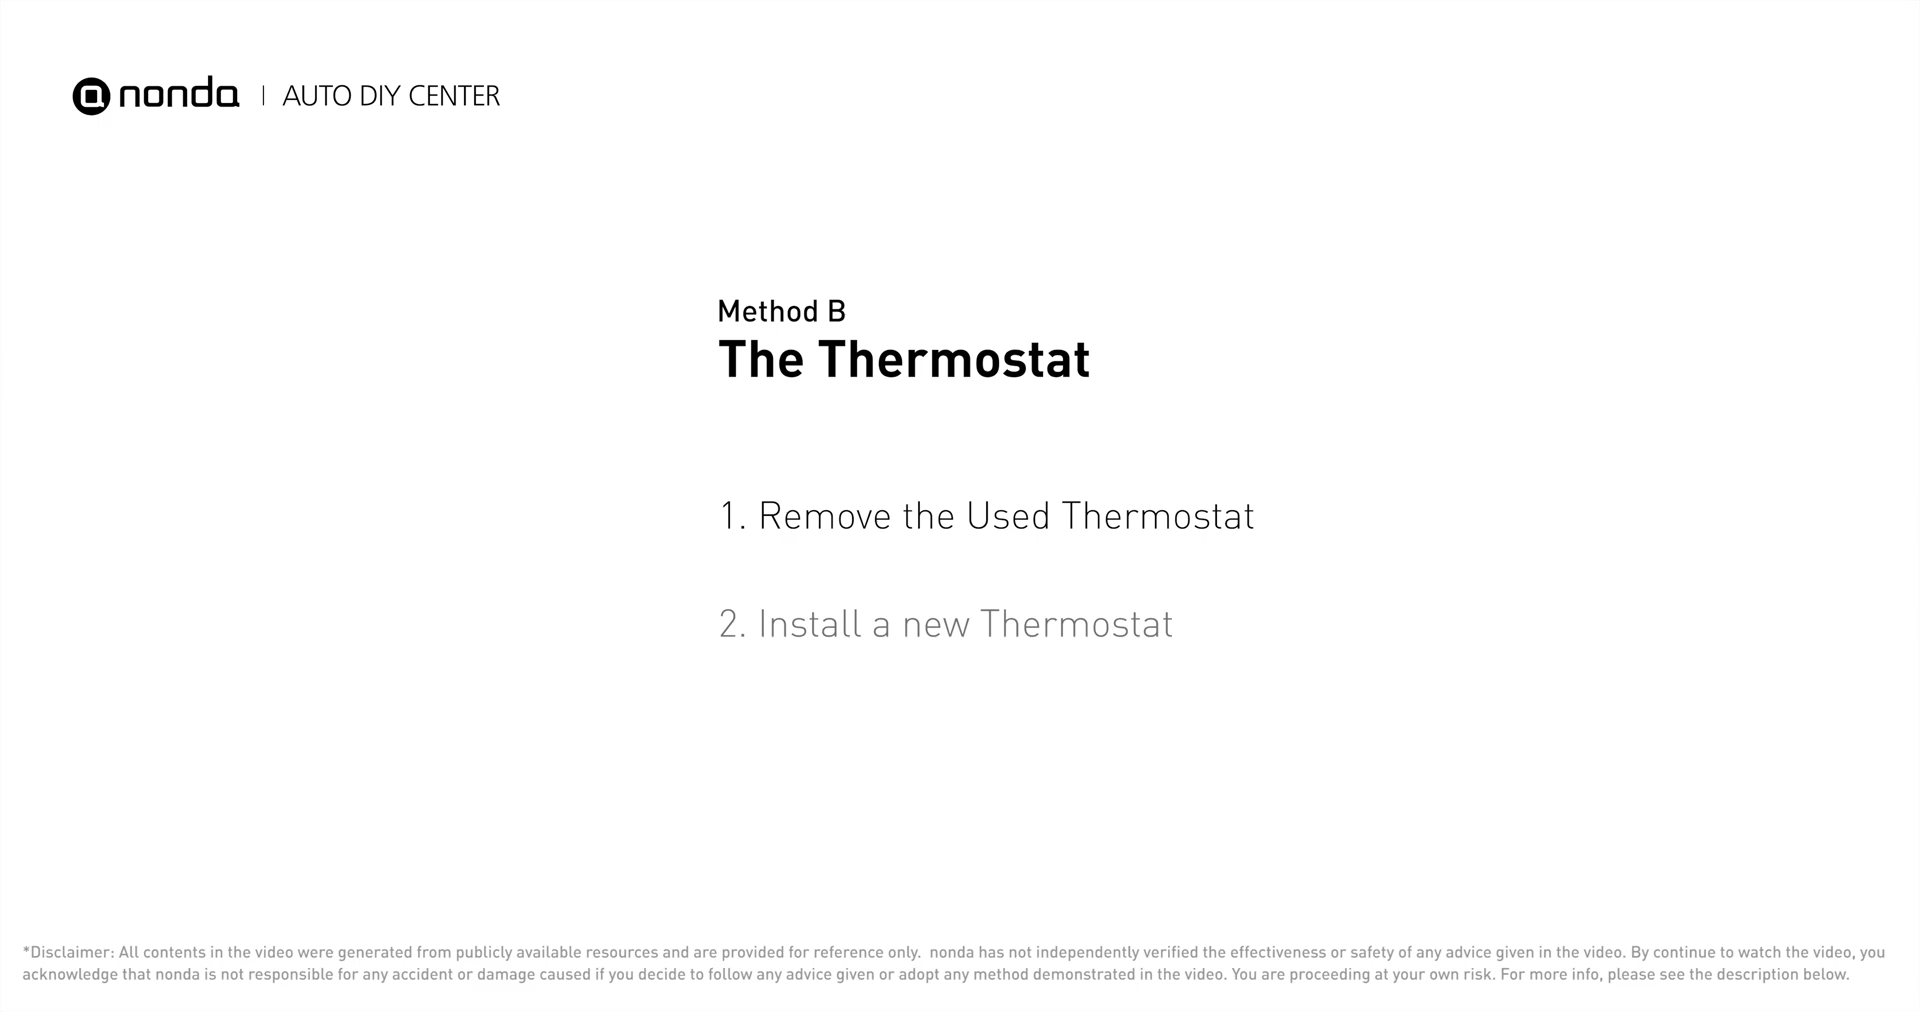 nonda | AUTO DIY CENTER
Method B
The Thermostat
1. Remove the Used Thermostat
2. Install a new Thermostat
*Disclaimer: All contents in the video were generated from publicly available resources and are provided for reference only. nonda has not independently verified the effectiveness or safety of any advice given in the video. By continue to watch the video, you
acknowledge that nonda is not responsible for any accident or damage caused if you decide to follow any advice given or adopt any method demonstrated in the video. You are proceeding at your own risk. For more info, please see the description below.